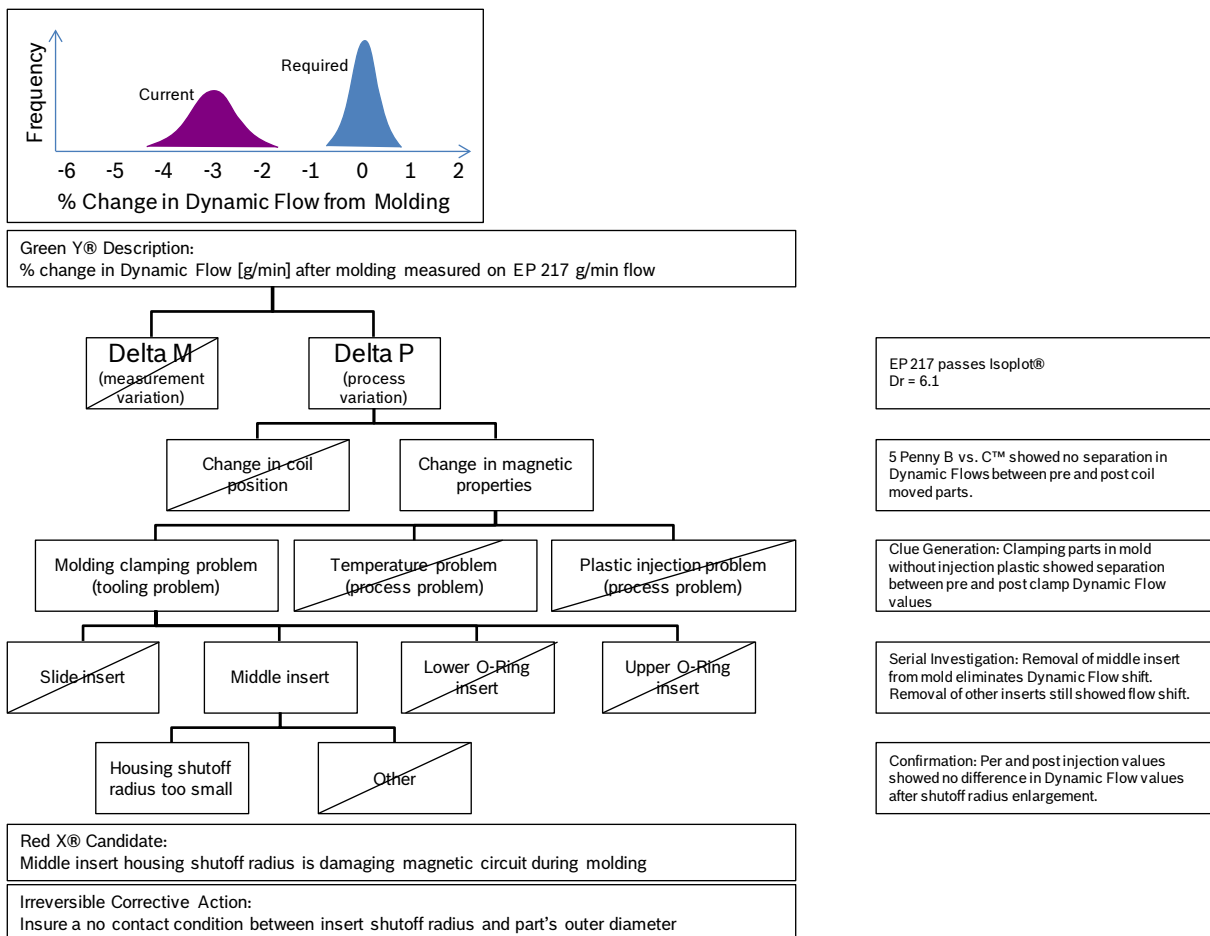 Frequency
Current
Required
-6 -5 -4 -3 -2 -1 0 1 2
% Change in Dynamic Flow from Molding
Green Y® Description:
% change in Dynamic Flow [g/min] after molding measured on EP 217 g/min flow
Delta M
(measurement
variation)
Delta P
(process
variation)
EP 217 passes Isoplot®
Dr = 6.1
Change in coil
position
Change in magnetic
properties
5 Penny B vs. C™ showed no separation in
Dynamic Flows between pre and post coil
moved parts.
Molding clamping problem
(tooling problem)
Temperature problem
(process problem)
Plastic injection problem
(process problem)
Clue Generation: Clamping parts in mold
without injection plastic showed separation
between pre and post clamp Dynamic Flow
values
Slide insert
Middle insert
Lower O-Ring
insert
Upper O-Ring
insert
Serial Investigation: Removal of middle insert
from mold eliminates Dynamic Flow shift.
Removal of other inserts still showed flow shift.
Housing shutoff
radius too small
Other
Confirmation: Per and post injection values
showed no difference in Dynamic Flow values
after shutoff radius enlargement.
Red X® Candidate:
Middle insert housing shutoff radius is damaging magnetic circuit during molding
Irreversible Corrective Action:
Insure a no contact condition between insert shutoff radius and part's outer diameter